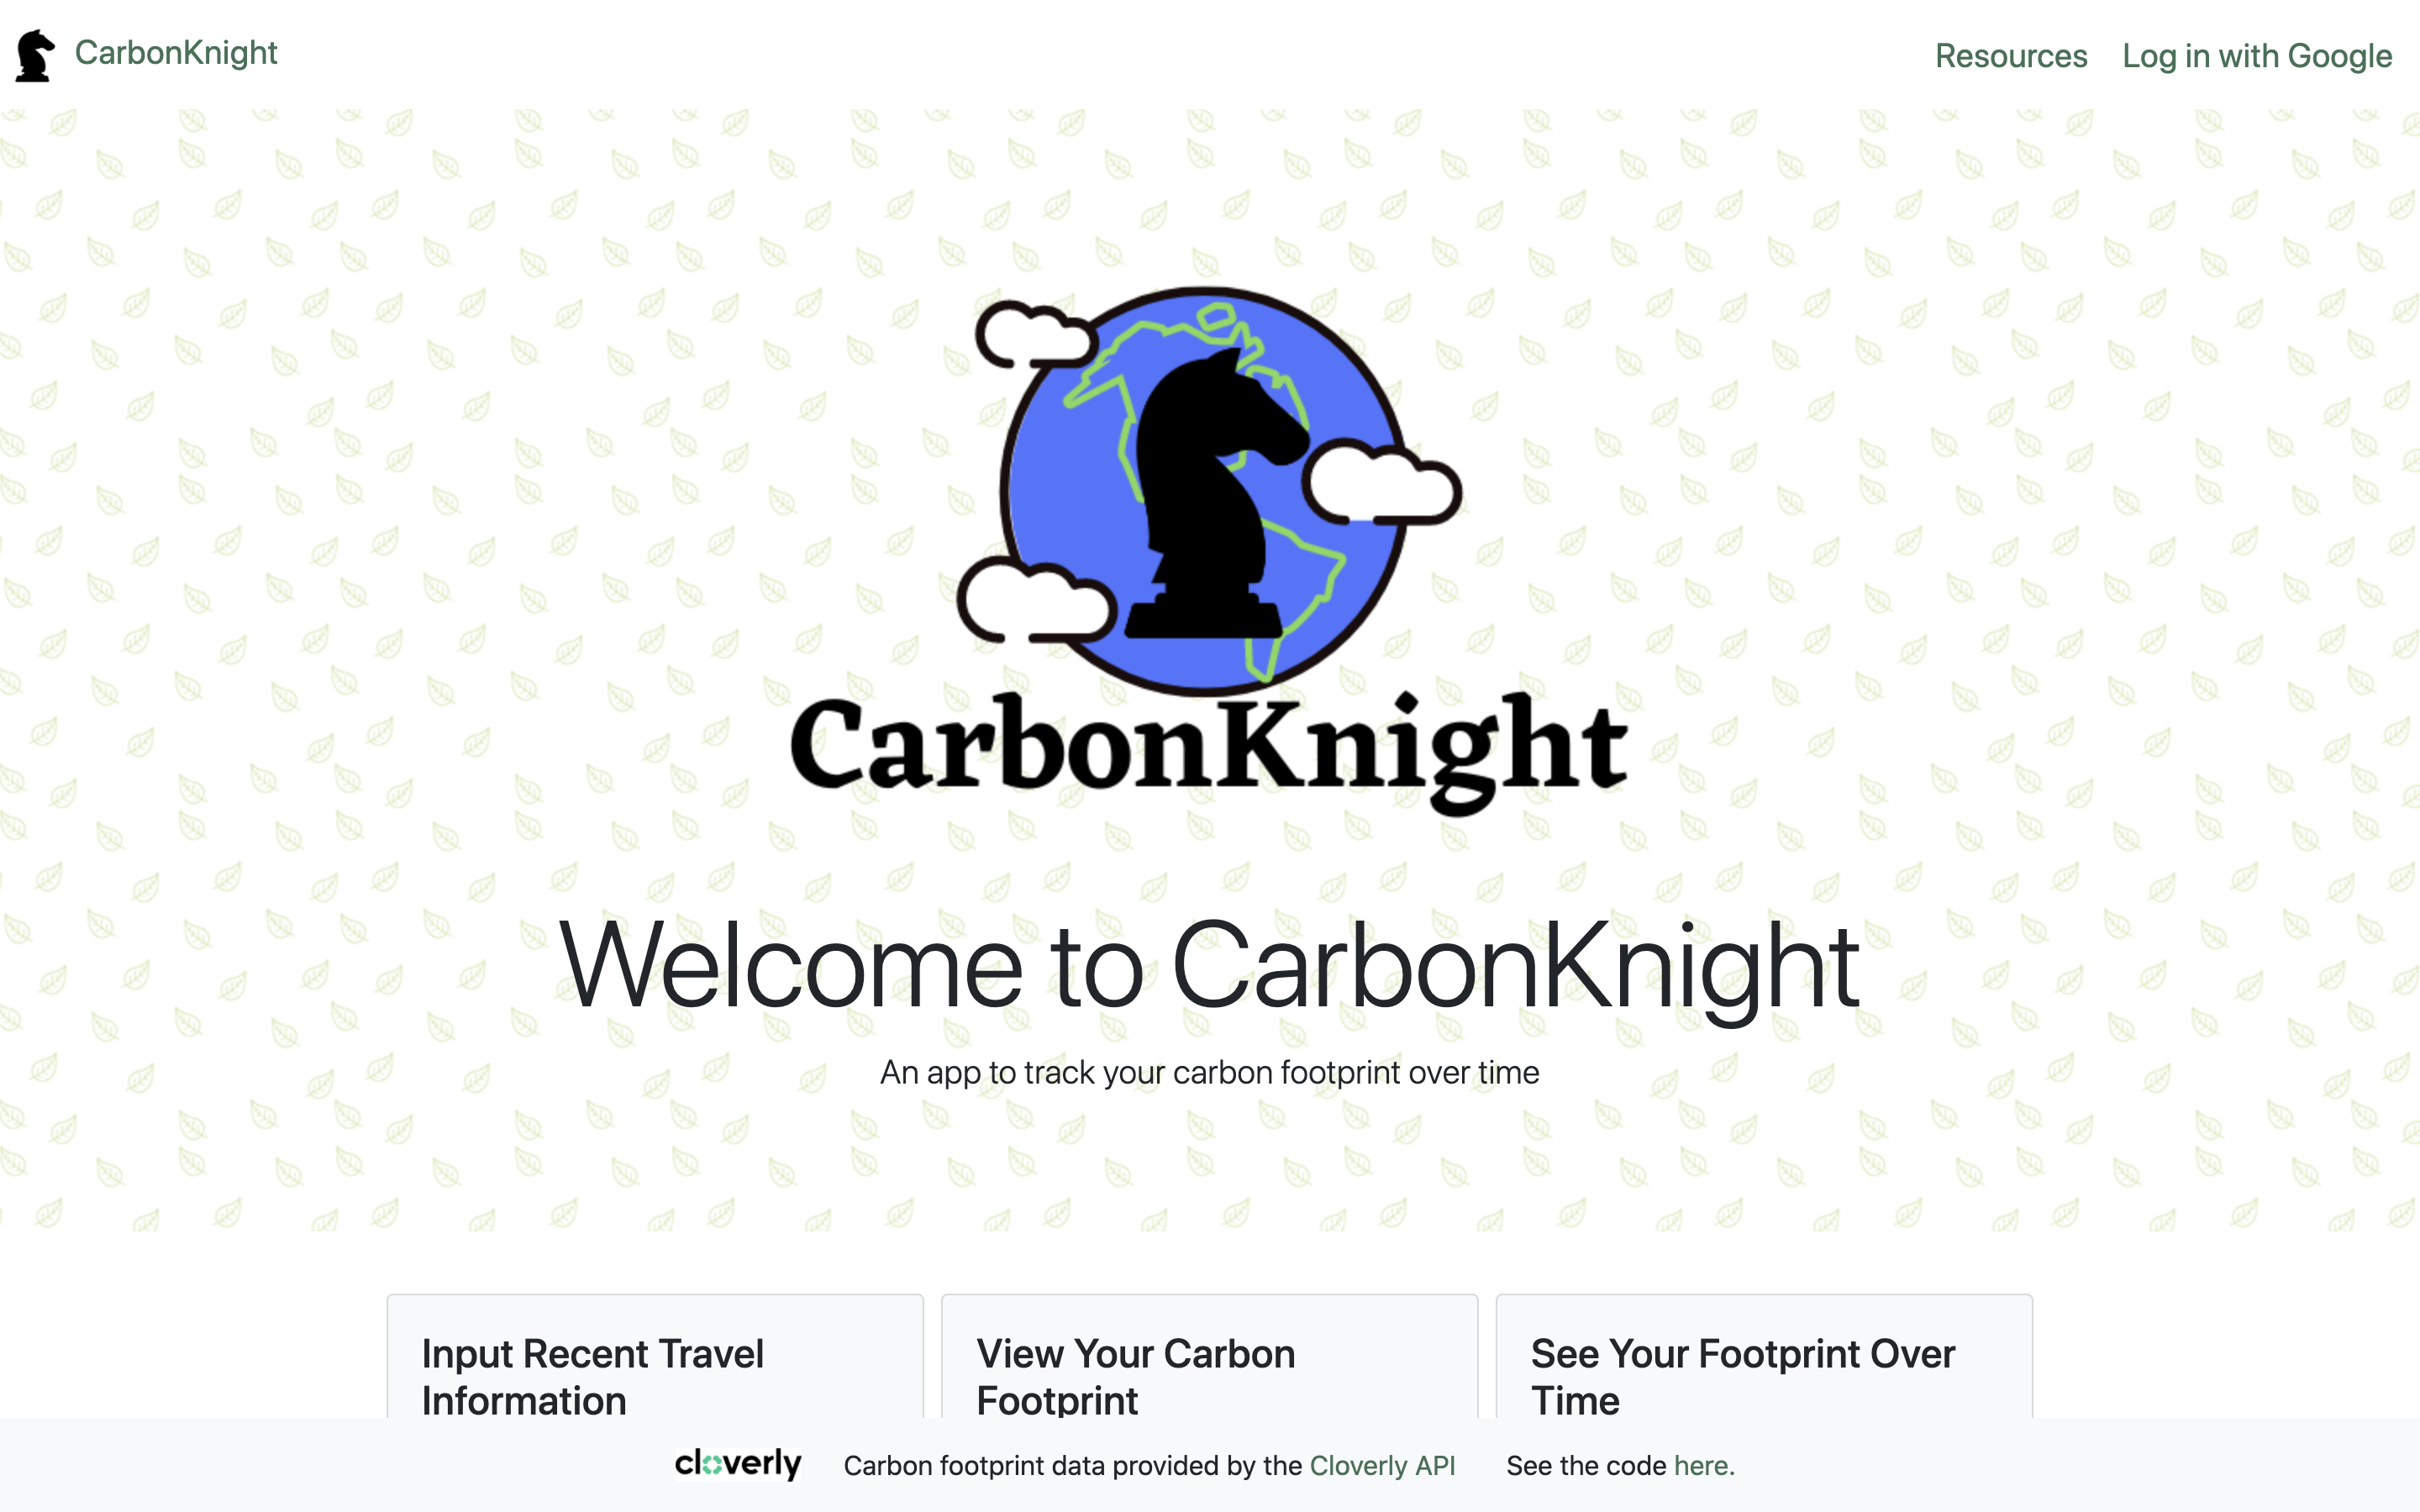 CarbonKnight
Resources
Log in with Google
CarbonKnight
Welcome to CarbonKnight
An app to track your carbon footprint over time
Input Recent Travel
Information
View Your Carbon
Footprint
See Your Footprint Over
Time
cloverly
Carbon footprint data provided by the Cloverly API
See the code here.